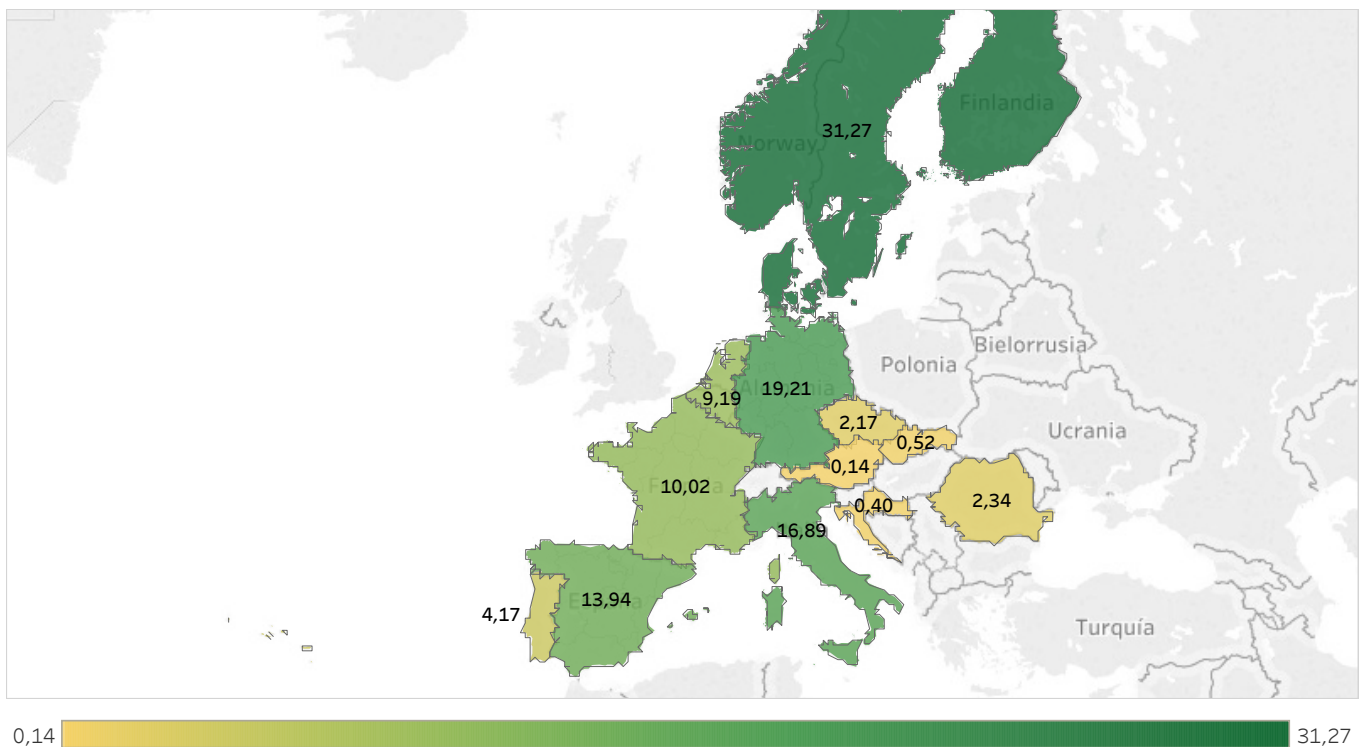 Finlandia
31,27
Norway
Bielorrusia
Polonia
19,21
9,19
2,17
Ucrania
0,52
0,14
10,02
2,34
0,40
16,89
13,94
4,17
Turquía
0,14
31,27